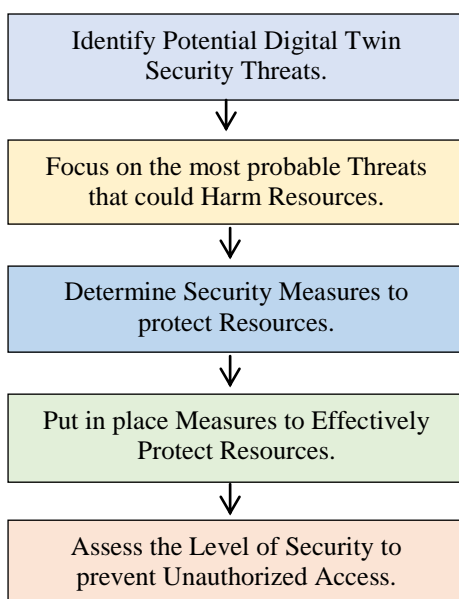 Identify Potential Digital Twin
Security Threats.
Focus on the most probable Threats
that could Harm Resources.
Determine Security Measures to
protect Resources.
Put in place Measures to Effectively
Protect Resources.
Assess the Level of Security to
prevent Unauthorized Access.